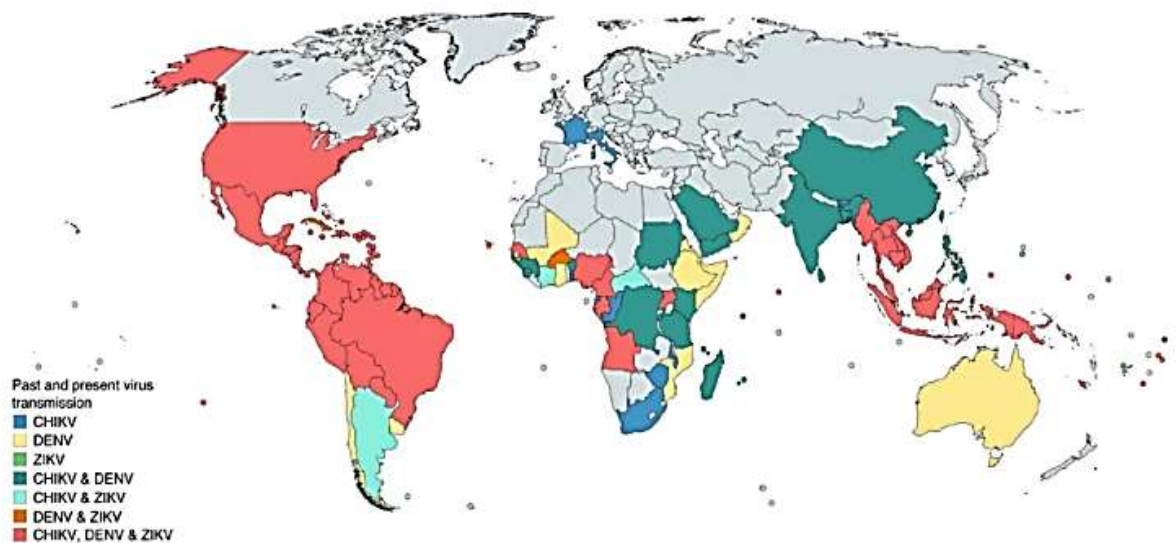 Past and present virus
transmission
CHIKV
DENV
ZIKV
CHIKV & DENV
CHIKV & ZIKV
DENV & ZIKV
CHIKV, DENV & ZIKV